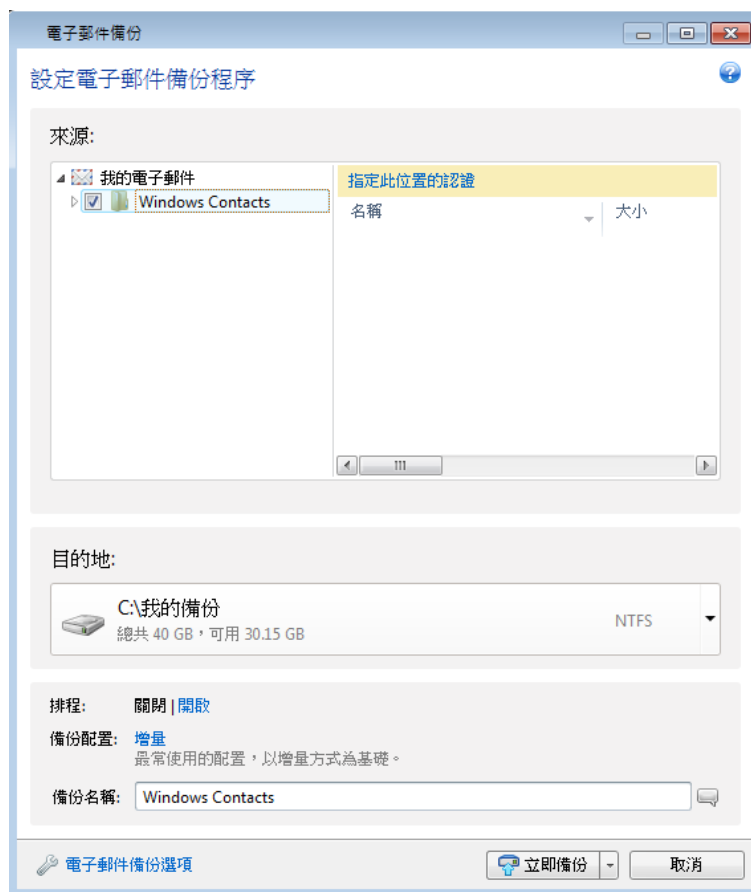 電子郵件備份
設定電子郵件備份程序
來源:
我的電子郵件
Windows Contacts
指定此位置的認證
名稱 大小
目的地:
C:\我的備份
總共 40 GB，可用 30.15 GB
NTFS
排程: 關閉 | 開啟
備份配置: 增量
最常使用的配置，以增量方式為基礎。
備份名稱: Windows Contacts
電子郵件備份選項
立即備份
取消